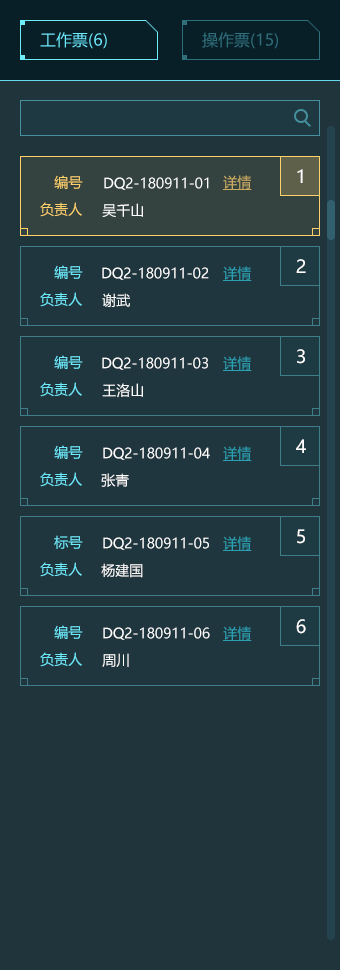 工作票(6) 操作票(15)
编号 DQ2-180911-01 详情 1
负责人 吴千山
编号 DQ2-180911-02 详情 2
负责人 谢武
编号 DQ2-180911-03 详情 3
负责人 王洛山
编号 DQ2-180911-04 详情 4
负责人 张青
标号 DQ2-180911-05 详情 5
负责人 杨建国
编号 DQ2-180911-06 详情 6
负责人 周川